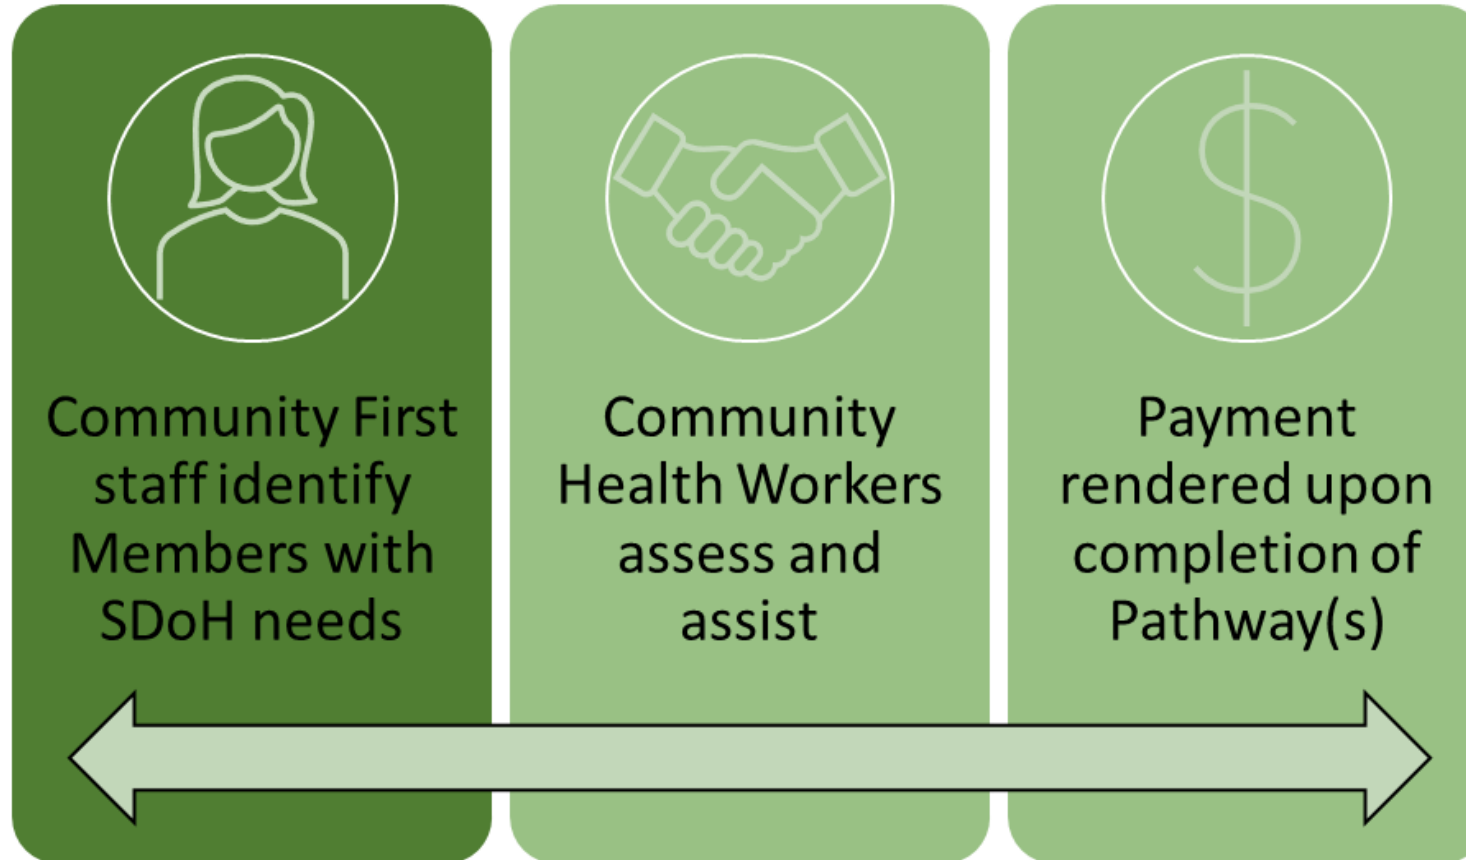 Community First
staff identify
Members with
SDoH needs
Community
Health Workers
assess and
assist
Payment
rendered upon
completion of
Pathway(s)